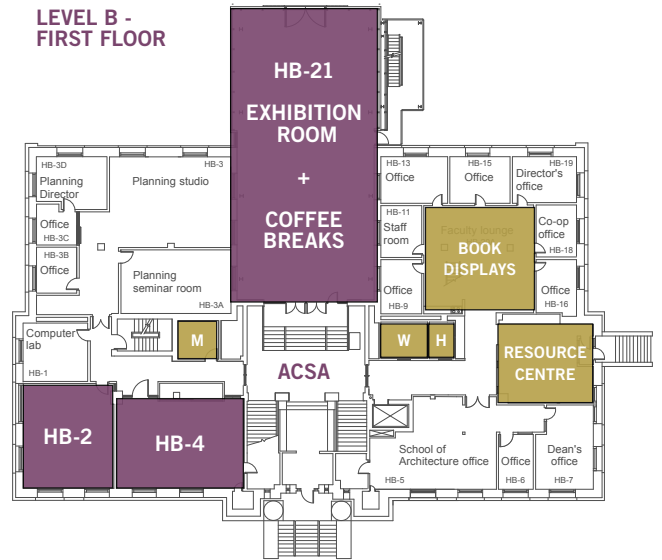 LEVEL B -
FIRST FLOOR
HB-21
EXHIBITION
ROOM
+
COFFEE
BREAKS
HB-3D
Planning
Director
HB-3
Planning studio
Office
HB-3C
HB-3B
Office
Planning
seminar room
HB-3A
HB-13
Office
HB-15
Office
HB-19
Director's
office
HB-11
Staff
room
Faculty lounge
BOOK
DISPLAYS
Co-op
office
HB-18
Office
HB-9
Office
HB-16
Computer
lab
HB-1
M
W
H
RESOURCE
CENTRE
ACSA
HB-2
HB-4
School of
Architecture office
HB-5
Office
HB-6
Dean's
office
HB-7